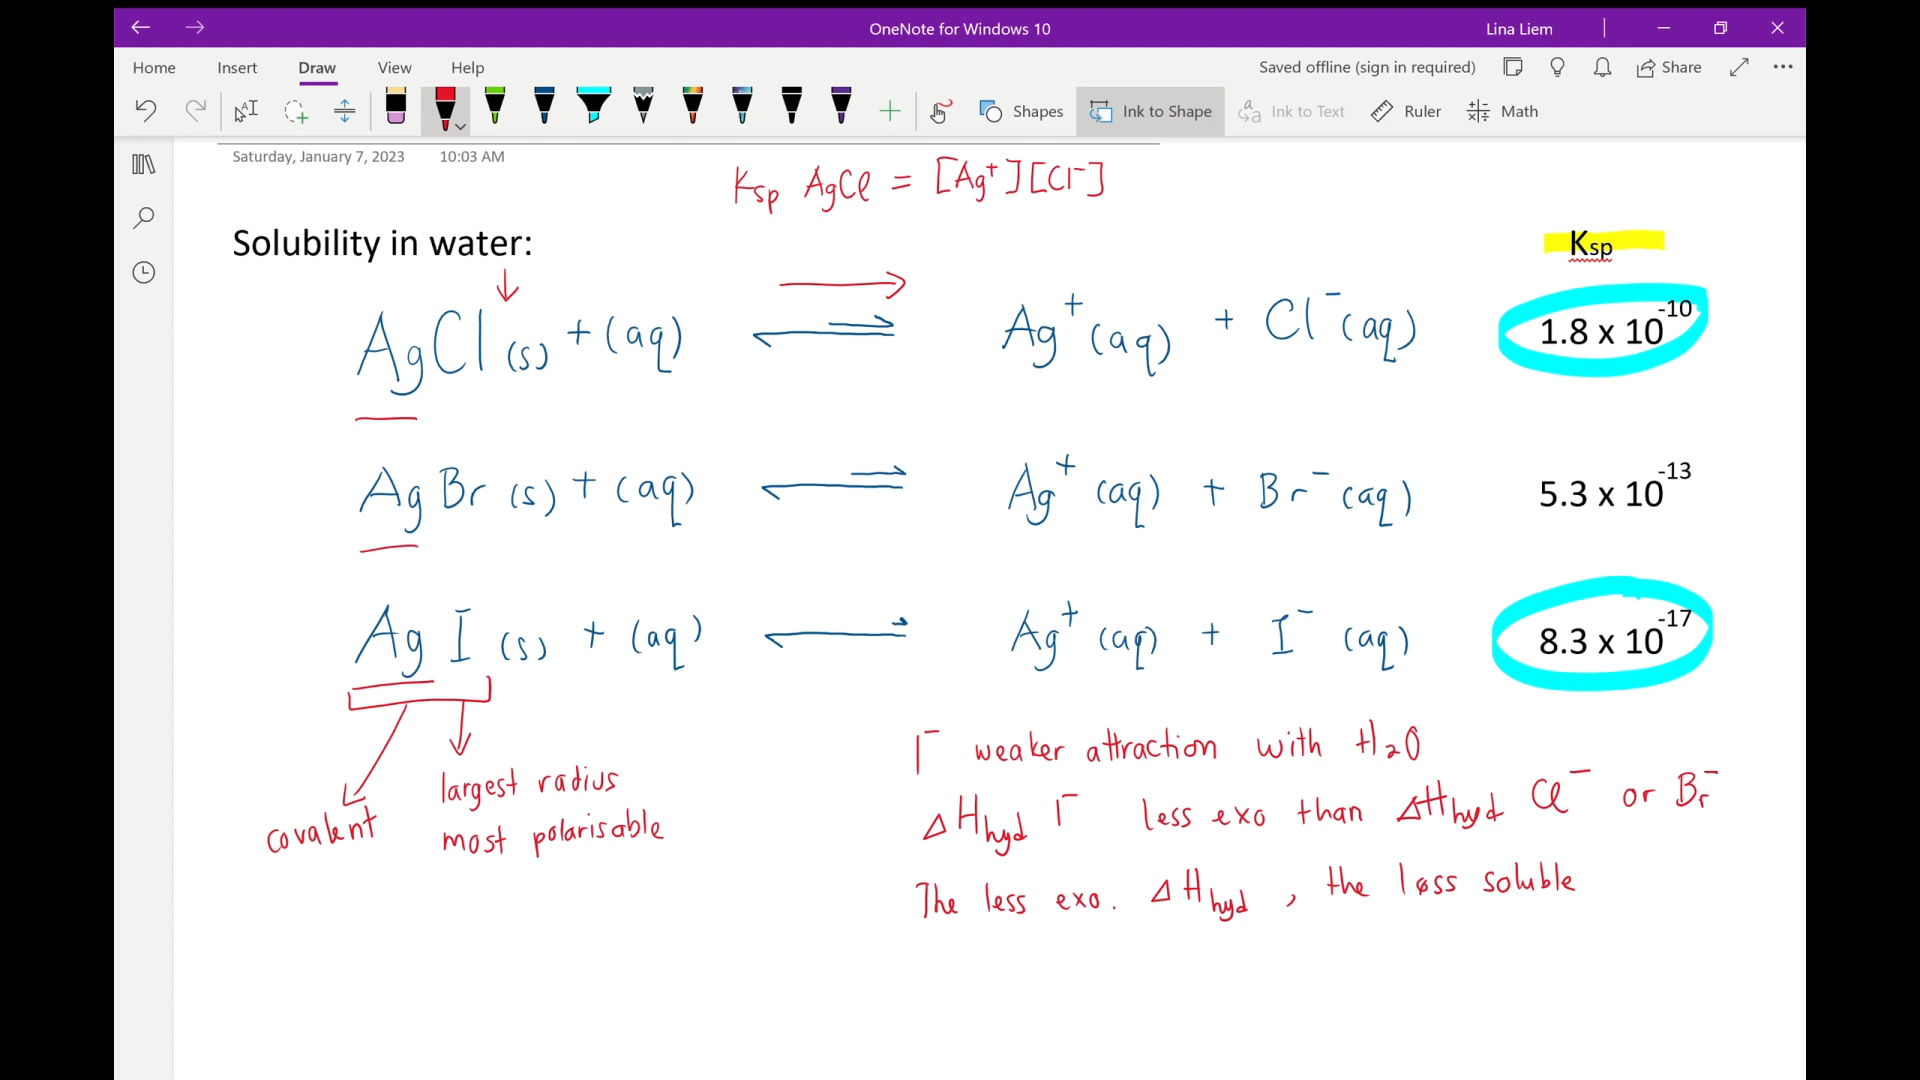 OneNote for Windows 10
Lina Liem
Home Insert Draw View Help
Saved offline (sign in required) Share
Shapes Ink to Shape Ink to Text Ruler Math
Saturday, January 7, 2023 10:03 AM
Ksp AgCl = [Ag⁺][Cl⁻]
Solubility in water:
Ksp
AgCl (s) + (aq) ⇌ Ag⁺ (aq) + Cl⁻ (aq) 1.8 x 10⁻¹⁰
AgBr (s) + (aq) ⇌ Ag⁺ (aq) + Br⁻ (aq) 5.3 x 10⁻¹³
AgI (s) + (aq) ⇌ Ag⁺ (aq) + I⁻ (aq) 8.3 x 10⁻¹⁷
covalent
largest radius
most polarisable
I⁻ weaker attraction with H₂O
ΔHhyd I⁻ less exo than ΔHhyd Cl⁻ or Br⁻
The less exo. ΔHhyd, the less soluble